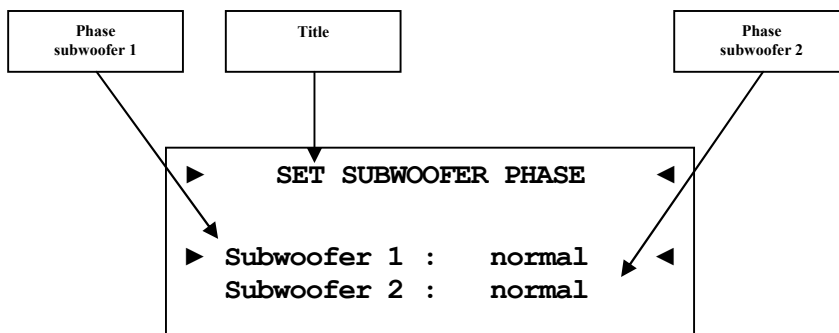 Phase
subwoofer 1
Title
Phase
subwoofer 2
► SET SUBWOOFER PHASE ◄
► Subwoofer 1 : normal ◄
Subwoofer 2 : normal